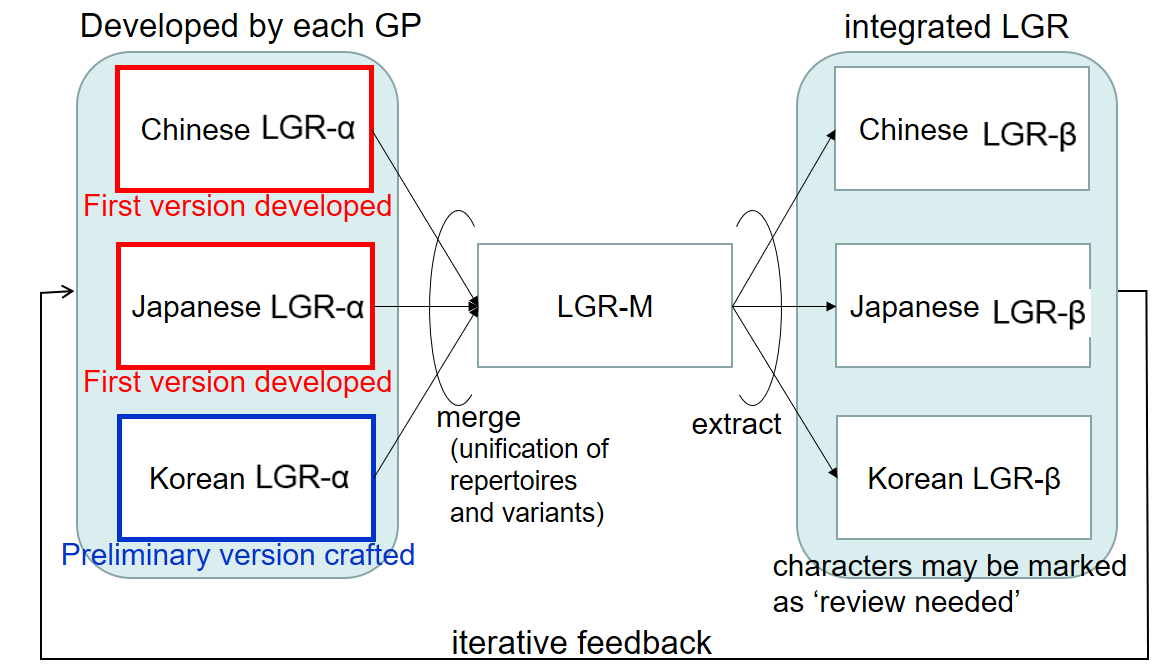 Developed by each GP
Chinese LGR-α
First version developed
Japanese LGR-α
First version developed
Korean LGR-α
Preliminary version crafted
merge
(unification of
repertoires
and variants)
LGR-M
extract
integrated LGR
Chinese LGR-β
Japanese LGR-β
Korean LGR-β
characters may be marked
as ‘review needed’
iterative feedback